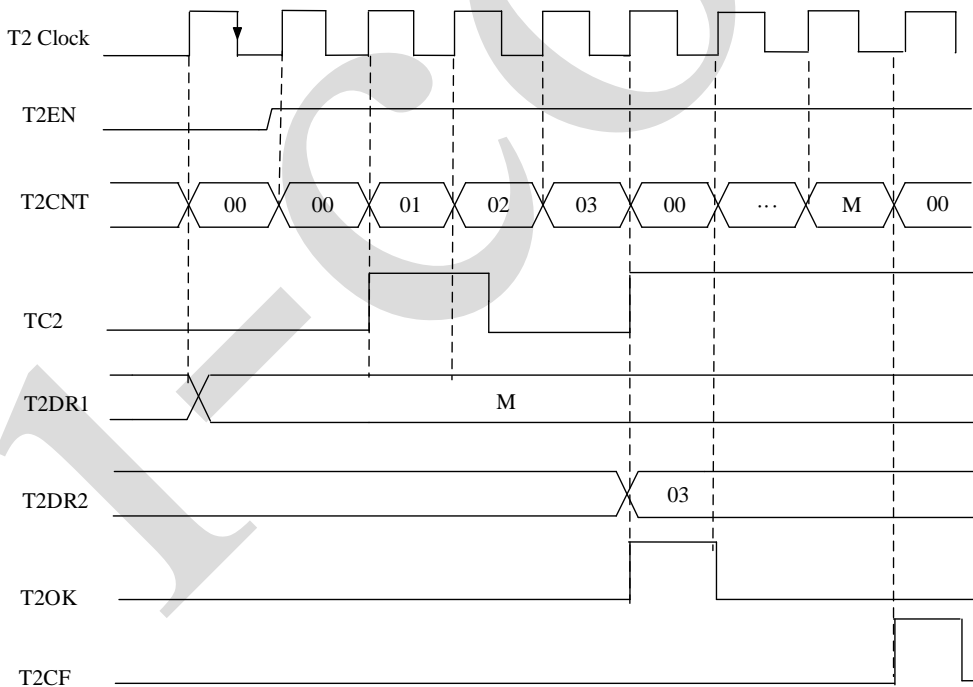 T2 Clock
T2EN
T2CNT 00 00 01 02 03 00 ... M 00
TC2
T2DR1 M
T2DR2 03
T2OK
T2CF